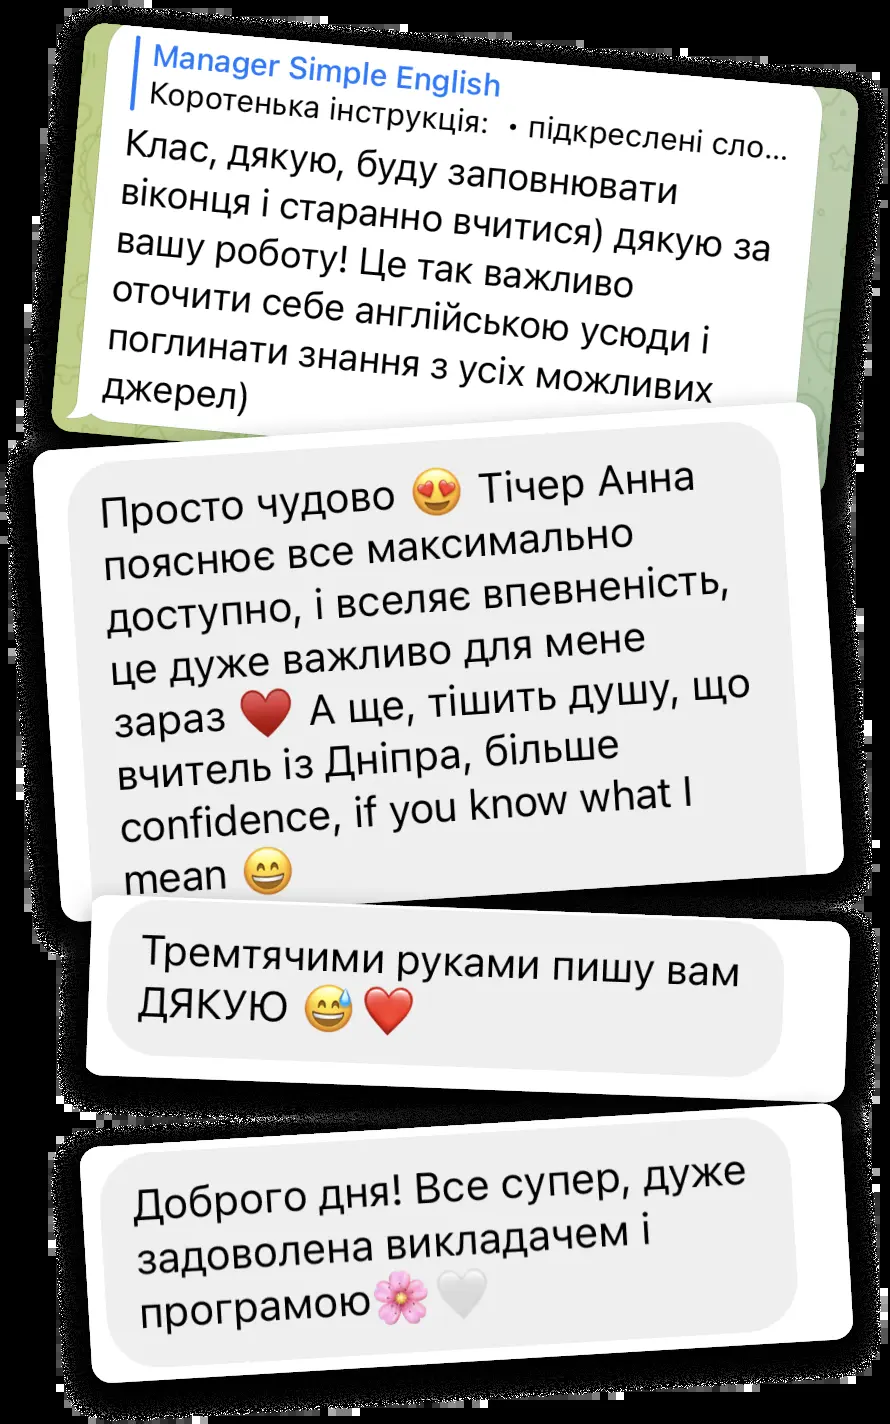 Manager Simple English
Коротенька інструкція: • підкреслені сло...
Клас, дякую, буду заповнювати
віконця і старанно вчитися) дякую за
вашу роботу! Це так важливо
оточити себе англійською усюди і
поглинати знання з усіх можливих
джерел)
Просто чудово 😍 Тічер Анна
пояснює все максимально
доступно, і вселяє впевненість,
це дуже важливо для мене
зараз ♥️ А ще, тішить душу, що
вчитель із Дніпра, більше
confidence, if you know what I
mean 😄
Тремтячими руками пишу вам
ДЯКУЮ 😅❤️
Доброго дня! Все супер, дуже
задоволена викладачем і
програмою🌸🤍